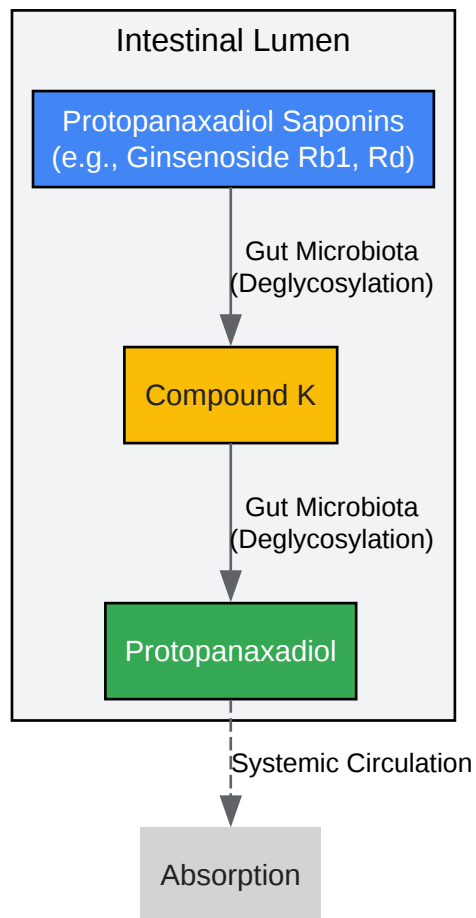 Intestinal Lumen
Protopanaxadiol Saponins
(e.g., Ginsenoside Rb1, Rd)
Gut Microbiota
(Deglycosylation)
Compound K
Gut Microbiota
(Deglycosylation)
Protopanaxadiol
Systemic Circulation
Absorption